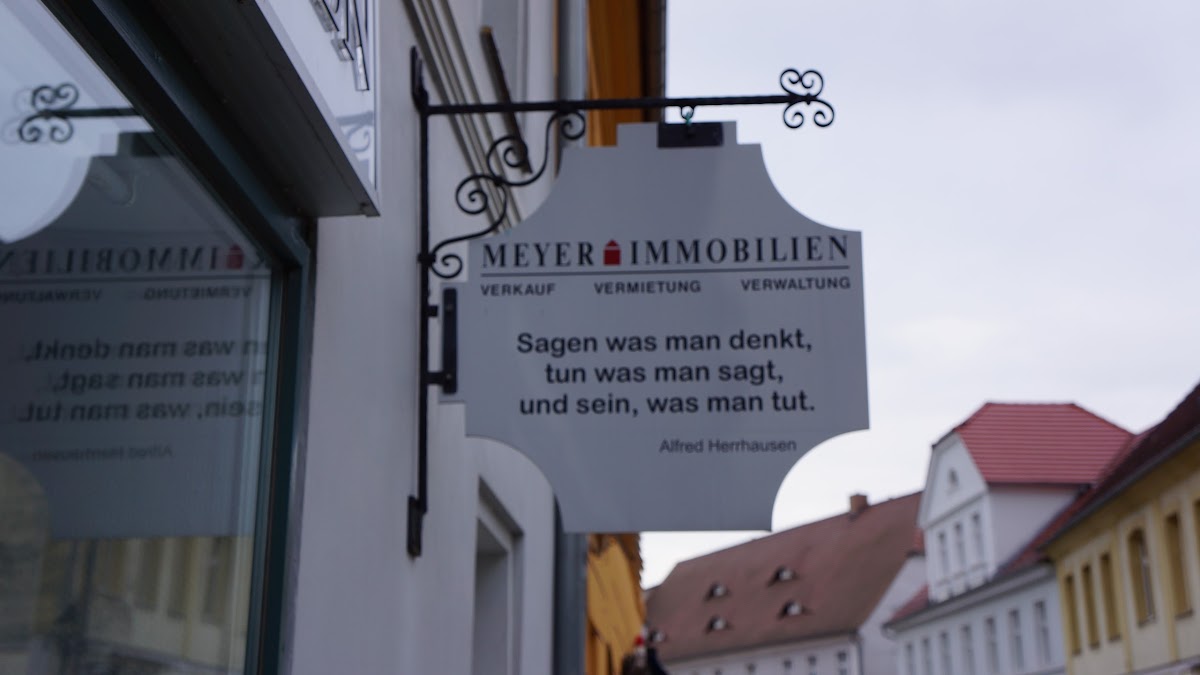 MEYER IMMOBILIEN
VERKAUF VERMIETUNG VERWALTUNG
Sagen was man denkt,
tun was man sagt,
und sein, was man tut.
Alfred Herrhausen